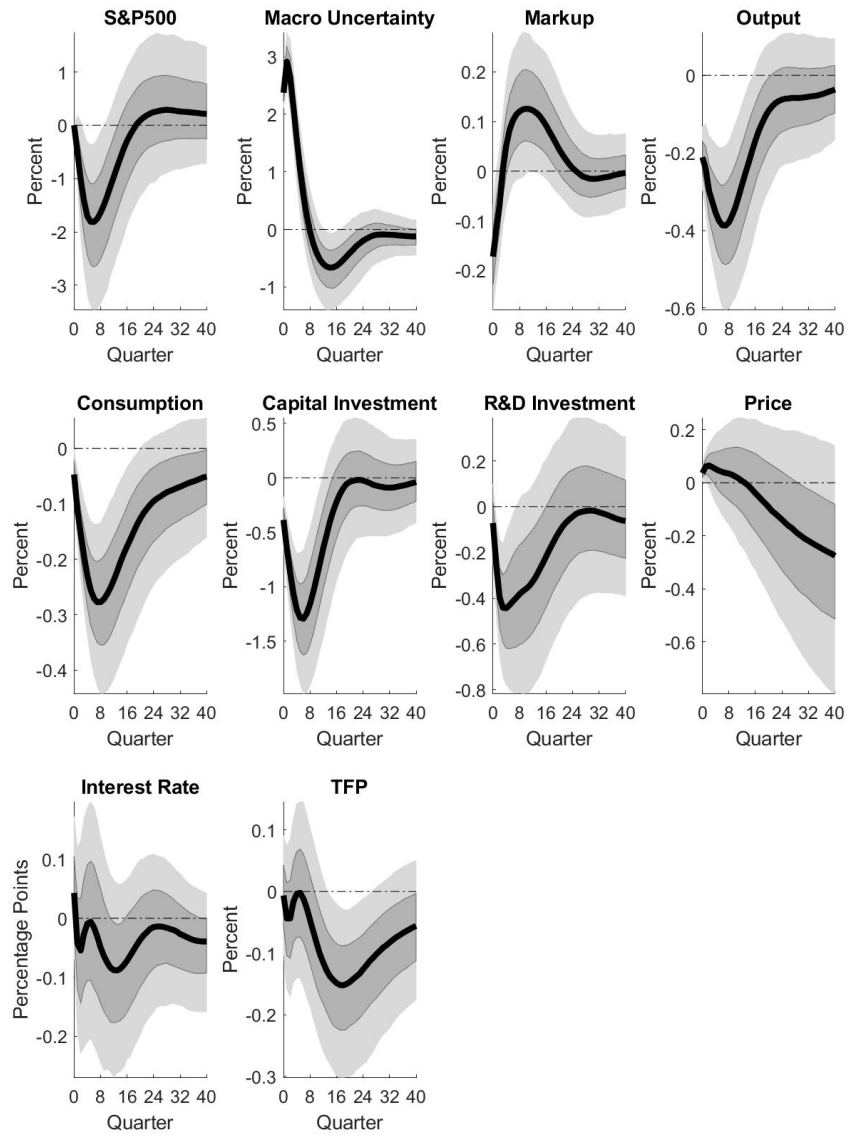 S&P500
Percent
1
0
-1
-2
-3
0 8 16 24 32 40
Quarter
Macro Uncertainty
Percent
3
2
1
0
-1
0 8 16 24 32 40
Quarter
Markup
Percent
0.2
0.1
0
-0.1
-0.2
0 8 16 24 32 40
Quarter
Output
Percent
0
-0.2
-0.4
-0.6
0 8 16 24 32 40
Quarter
Consumption
Percent
0
-0.1
-0.2
-0.3
-0.4
0 8 16 24 32 40
Quarter
Capital Investment
Percent
0.5
0
-0.5
-1
-1.5
0 8 16 24 32 40
Quarter
R&D Investment
Percent
0.2
0
-0.2
-0.4
-0.6
-0.8
0 8 16 24 32 40
Quarter
Price
Percent
0.2
0
-0.2
-0.4
-0.6
0 8 16 24 32 40
Quarter
Interest Rate
Percentage Points
0.1
0
-0.1
-0.2
0 8 16 24 32 40
Quarter
TFP
Percent
0.1
0
-0.1
-0.2
-0.3
0 8 16 24 32 40
Quarter